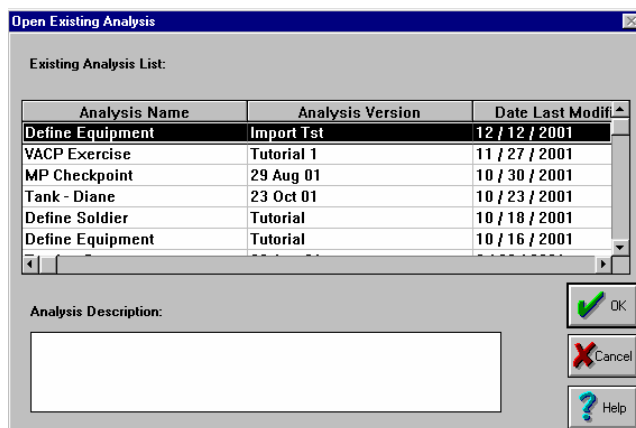 Open Existing Analysis
Existing Analysis List:
Analysis Name Analysis Version Date Last Modifi
Define Equipment Import Tst 12 / 12 / 2001
VACP Exercise Tutorial 1 11 / 27 / 2001
MP Checkpoint 29 Aug 01 10 / 30 / 2001
Tank - Diane 23 Oct 01 10 / 23 / 2001
Define Soldier Tutorial 10 / 18 / 2001
Define Equipment Tutorial 10 / 16 / 2001
Analysis Description:
OK
Cancel
Help